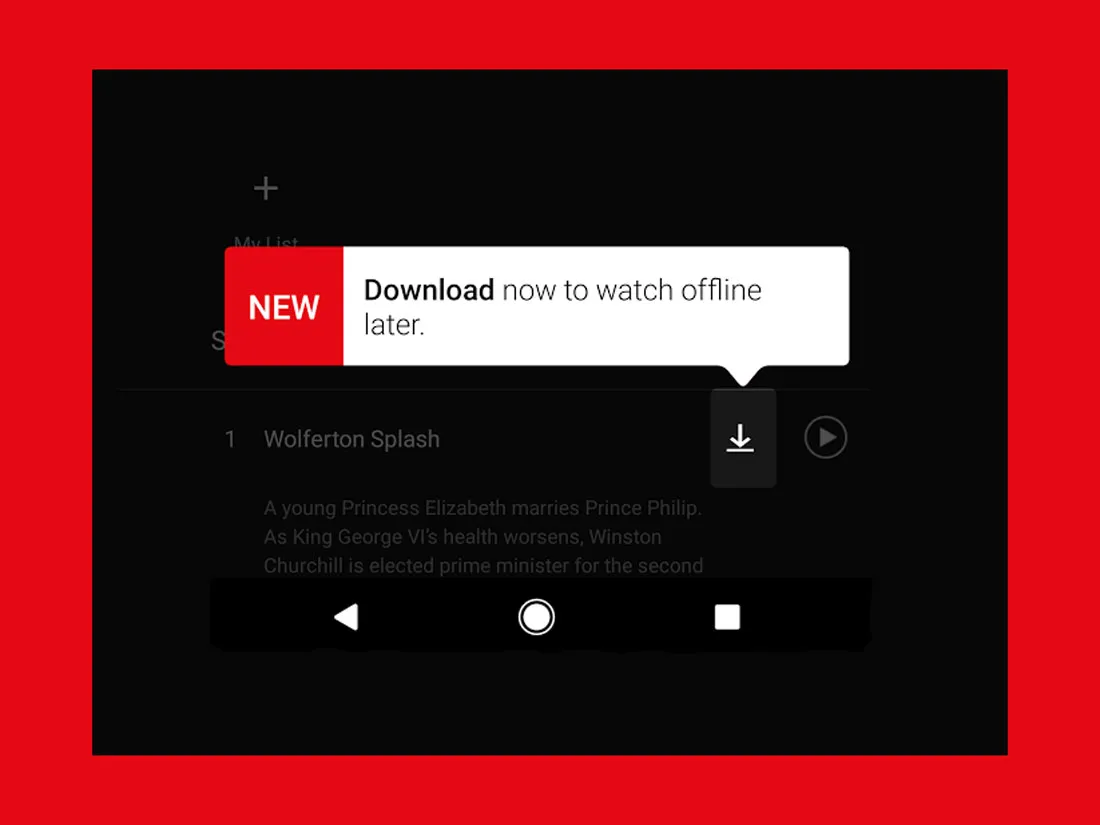 My List
NEW
Download now to watch offline
later.
S
1 Wolferton Splash
A young Princess Elizabeth marries Prince Philip.
As King George VI’s health worsens, Winston
Churchill is elected prime minister for the second